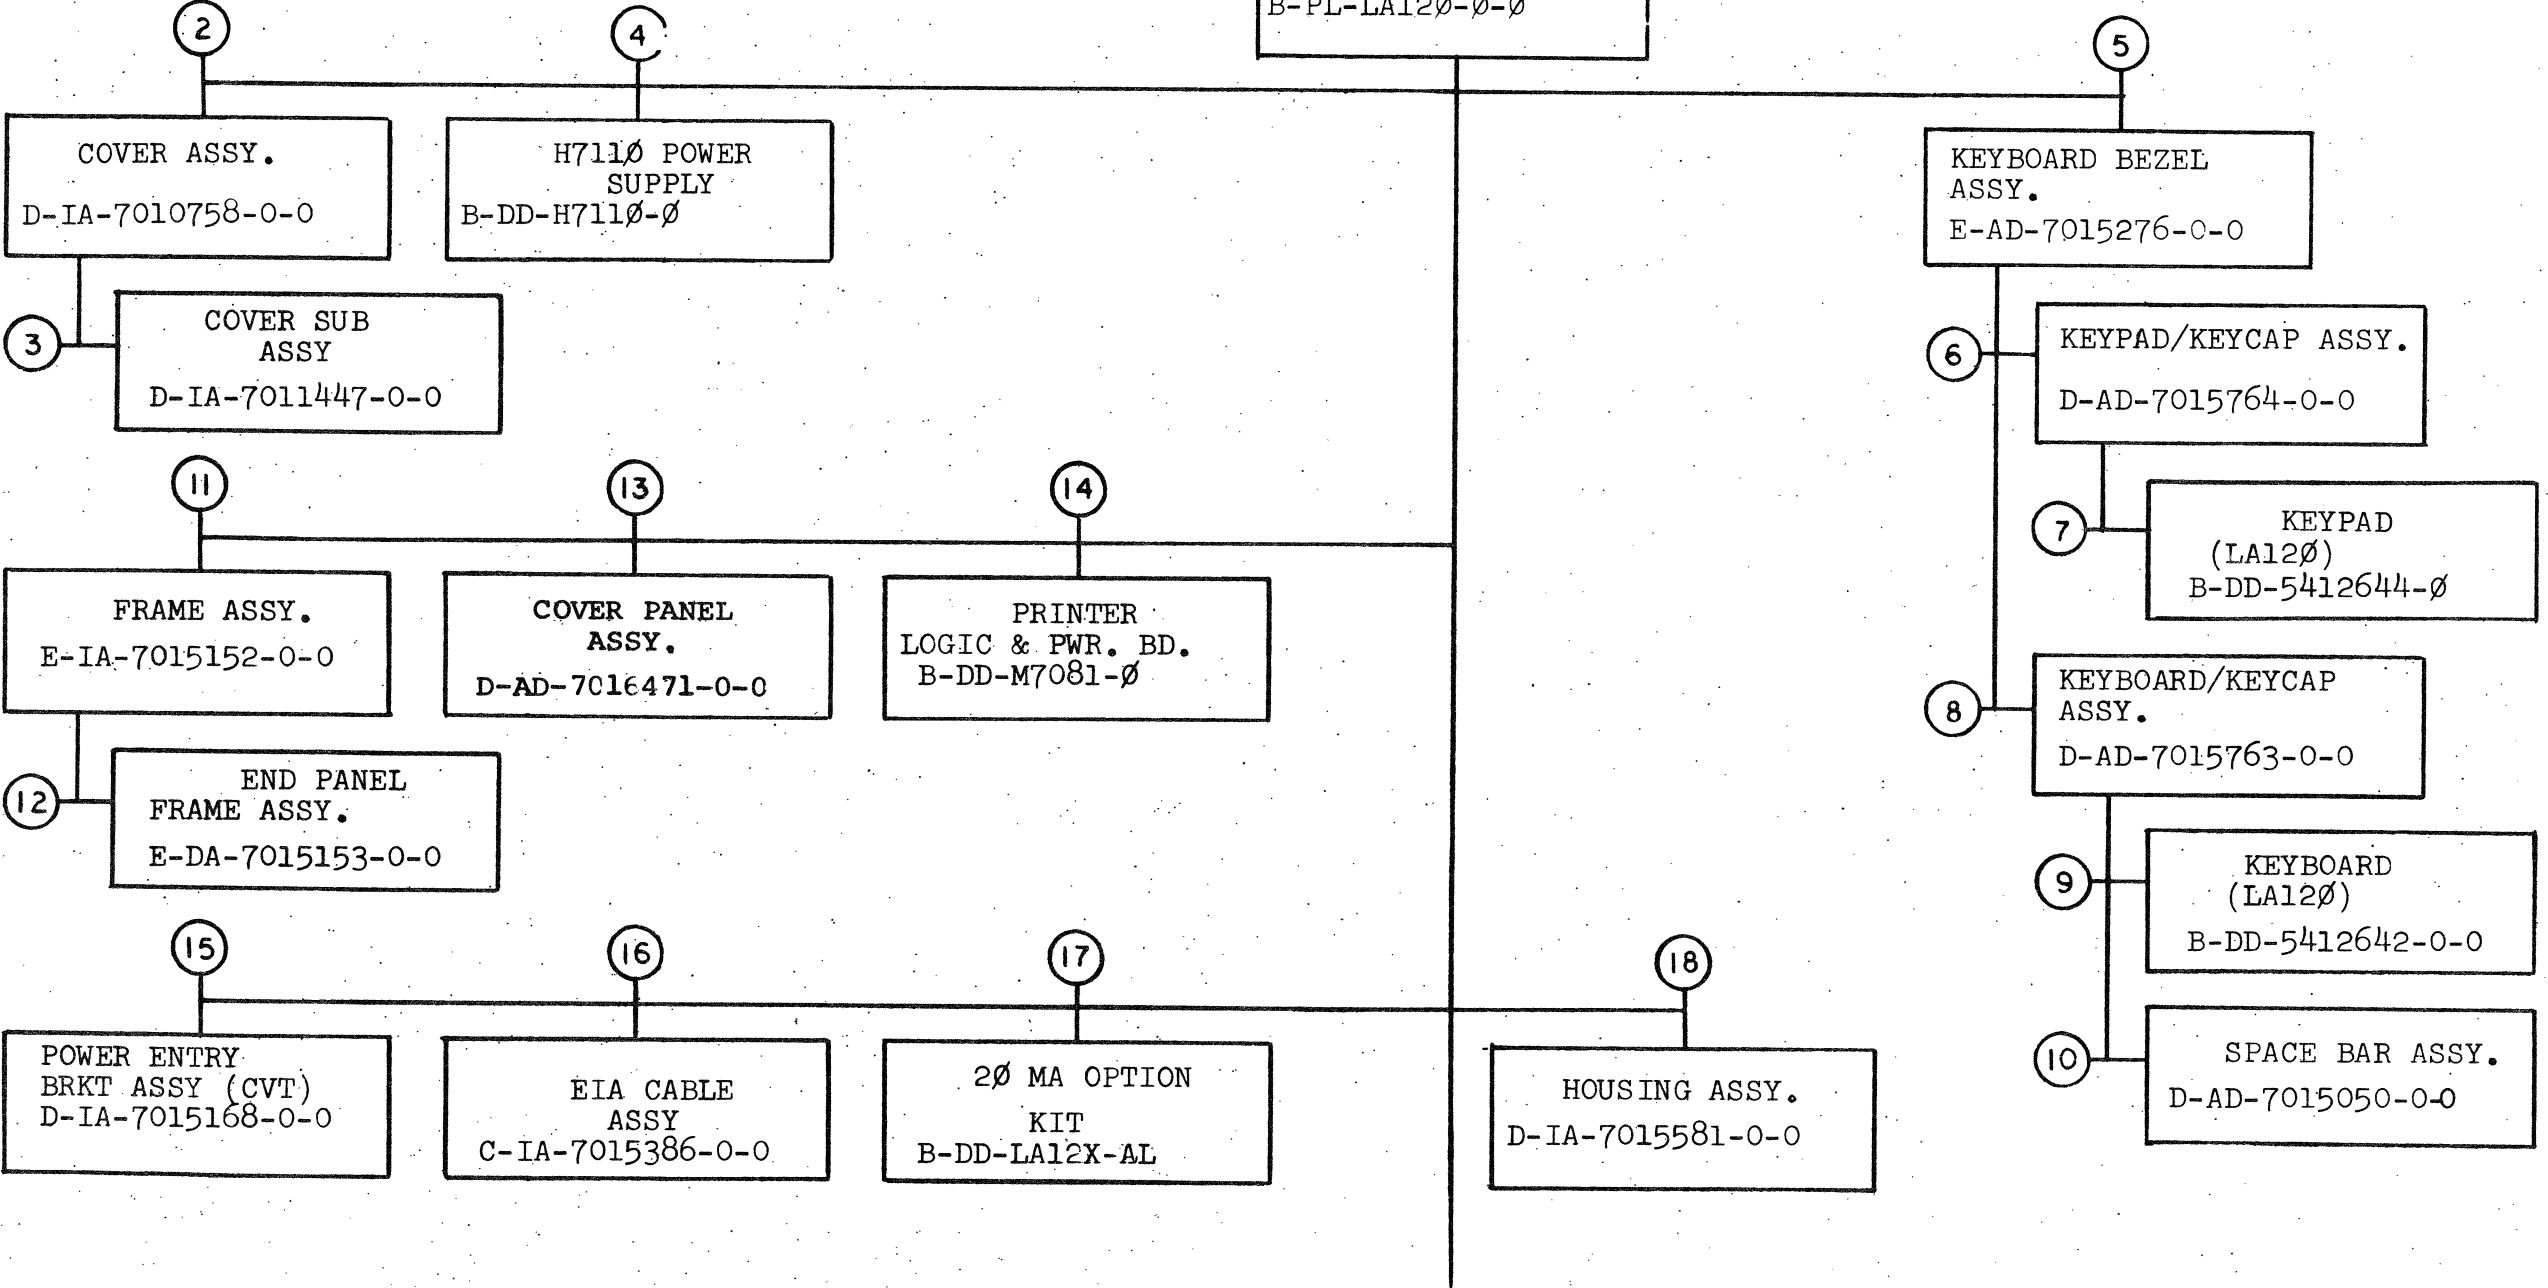 B-PL-LA12Ø-Ø-Ø
2
4
5
COVER ASSY.
D-IA-7010758-0-0
H711Ø POWER
SUPPLY
B-DD-H711Ø-Ø
KEYBOARD BEZEL
ASSY.
E-AD-7015276-0-0
3
COVER SUB
ASSY
D-IA-7011447-0-0
6
KEYPAD/KEYCAP ASSY.
D-AD-7015764-0-0
7
KEYPAD
(LA12Ø)
B-DD-5412644-Ø
11
13
14
FRAME ASSY.
E-IA-7015152-0-0
COVER PANEL
ASSY.
D-AD-7016471-0-0
PRINTER
LOGIC & PWR. BD.
B-DD-M7081-Ø
8
KEYBOARD/KEYCAP
ASSY.
D-AD-7015763-0-0
12
END PANEL
FRAME ASSY.
E-DA-7015153-0-0
9
KEYBOARD
(LA12Ø)
B-DD-5412642-0-0
10
SPACE BAR ASSY.
D-AD-7015050-0-0
15
16
17
18
POWER ENTRY
BRKT ASSY (CVT)
D-IA-7015168-0-0
EIA CABLE
ASSY
C-IA-7015386-0-0
2Ø MA OPTION
KIT
B-DD-LA12X-AL
HOUSING ASSY.
D-IA-7015581-0-0